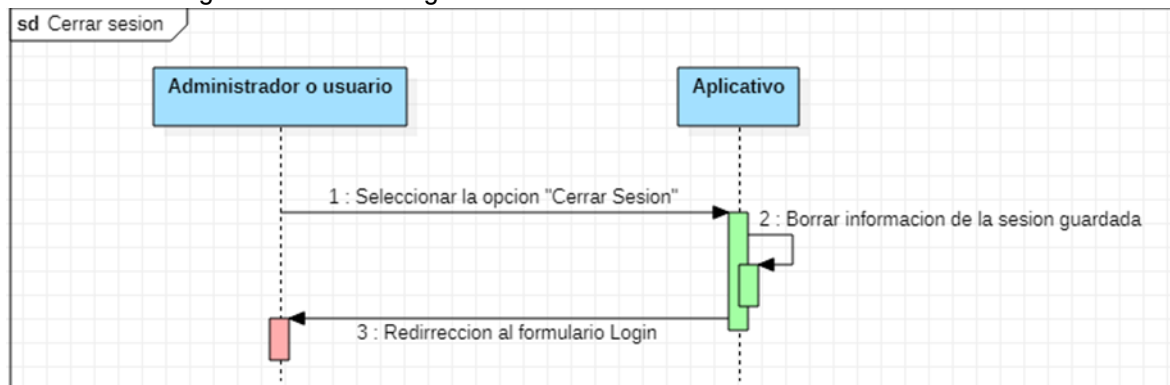 sd Cerrar sesion
Administrador o usuario
Aplicativo
1 : Seleccionar la opcion "Cerrar Sesion"
2 : Borrar informacion de la sesion guardada
3 : Redirreccion al formulario Login